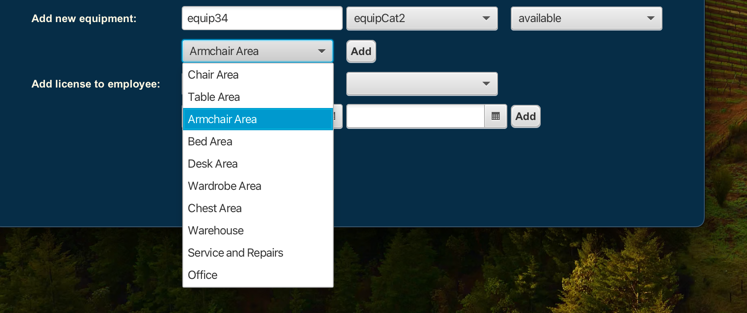 Add new equipment:
equip34
equipCat2
available
Armchair Area
Add
Chair Area
Add license to employee:
Table Area
Armchair Area
Add
Bed Area
Desk Area
Wardrobe Area
Chest Area
Warehouse
Service and Repairs
Office